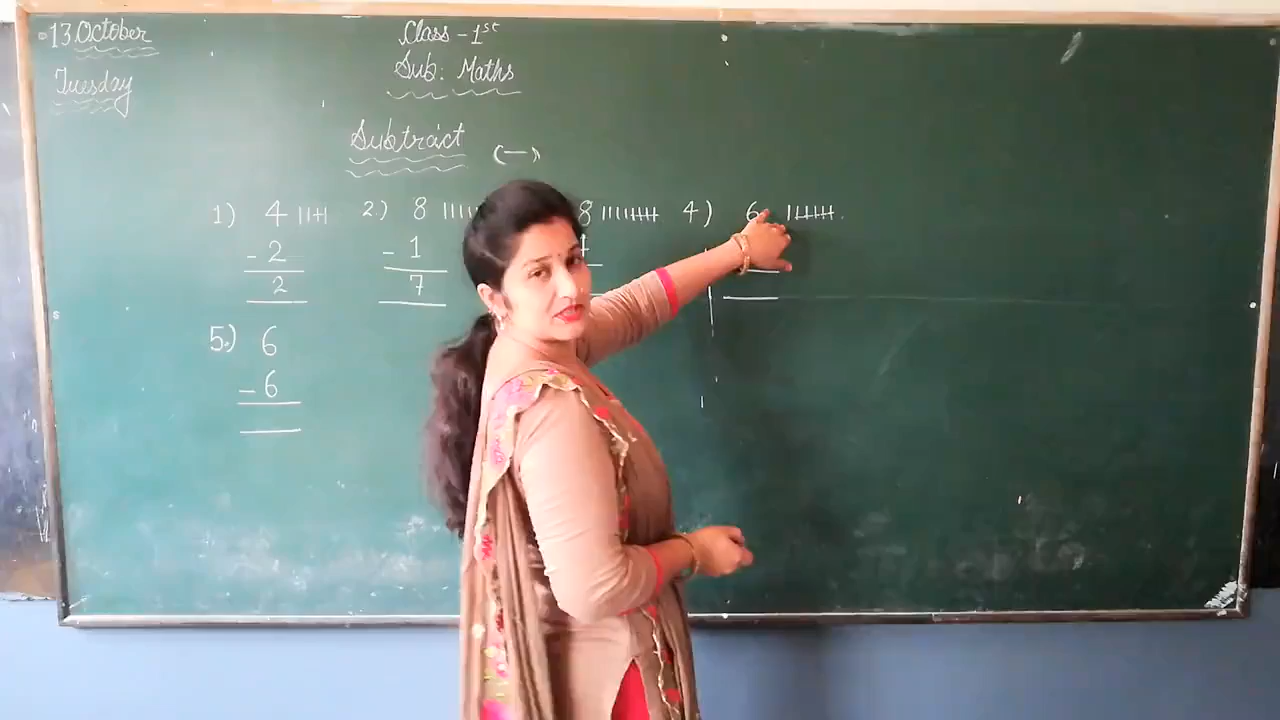 13 October
Tuesday
Class - 1st
Sub: Maths
Subtract (-)
1) 4 2.) 8 8 4) 6
- 2 - 1
2 7
5.) 6
- 6